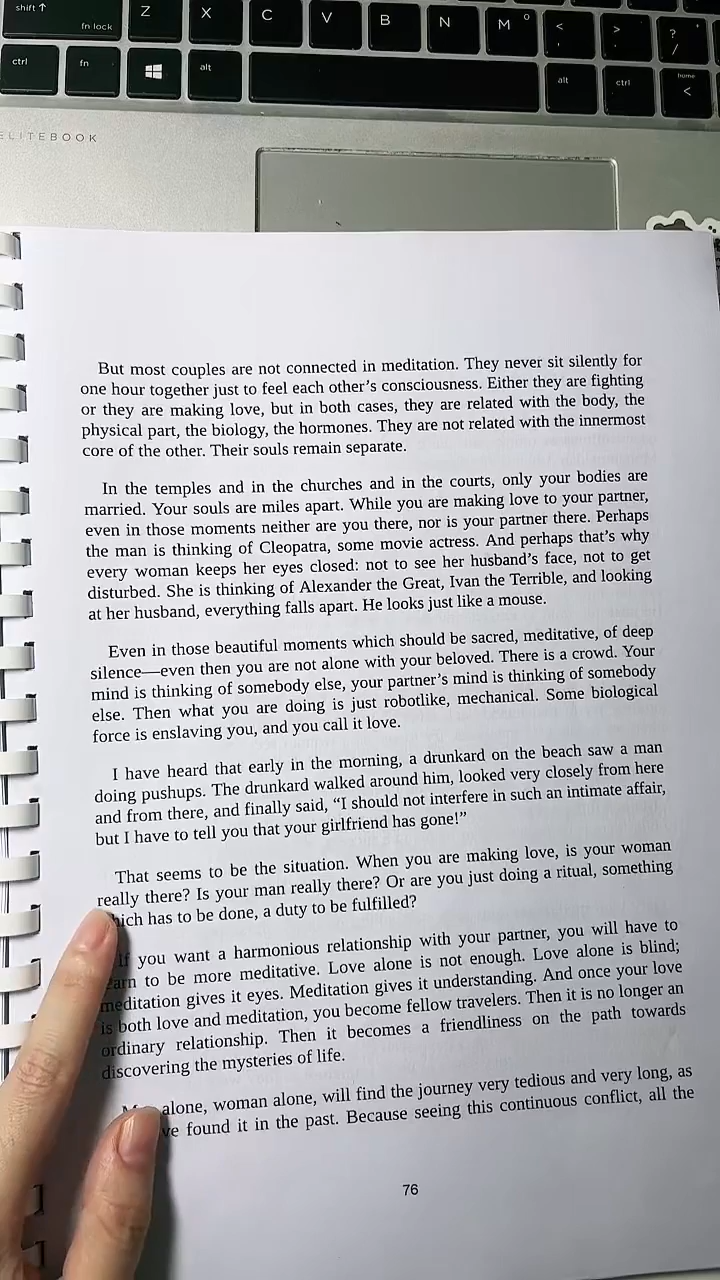 shift ↑
fn lock
Z
X
C
V
B
N
M
<
>
?
/
ctrl
fn
alt
alt
ctrl
home
<
ELITEBOOK
But most couples are not connected in meditation. They never sit silently for
one hour together just to feel each other's consciousness. Either they are fighting
or they are making love, but in both cases, they are related with the body, the
physical part, the biology, the hormones. They are not related with the innermost
core of the other. Their souls remain separate.
In the temples and in the churches and in the courts, only your bodies are
married. Your souls are miles apart. While you are making love to your partner,
even in those moments neither are you there, nor is your partner there. Perhaps
the man is thinking of Cleopatra, some movie actress. And perhaps that's why
every woman keeps her eyes closed: not to see her husband's face, not to get
disturbed. She is thinking of Alexander the Great, Ivan the Terrible, and looking
at her husband, everything falls apart. He looks just like a mouse.
Even in those beautiful moments which should be sacred, meditative, of deep
silence—even then you are not alone with your beloved. There is a crowd. Your
mind is thinking of somebody else, your partner's mind is thinking of somebody
else. Then what you are doing is just robotlike, mechanical. Some biological
force is enslaving you, and you call it love.
I have heard that early in the morning, a drunkard on the beach saw a man
doing pushups. The drunkard walked around him, looked very closely from here
and from there, and finally said, “I should not interfere in such an intimate affair,
but I have to tell you that your girlfriend has gone!”
That seems to be the situation. When you are making love, is your woman
really there? Is your man really there? Or are you just doing a ritual, something
which has to be done, a duty to be fulfilled?
If you want a harmonious relationship with your partner, you will have to
learn to be more meditative. Love alone is not enough. Love alone is blind;
meditation gives it eyes. Meditation gives it understanding. And once your love
is both love and meditation, you become fellow travelers. Then it is no longer an
ordinary relationship. Then it becomes a friendliness on the path towards
discovering the mysteries of life.
alone, woman alone, will find the journey very tedious and very long, as
found it in the past. Because seeing this continuous conflict, all the
76